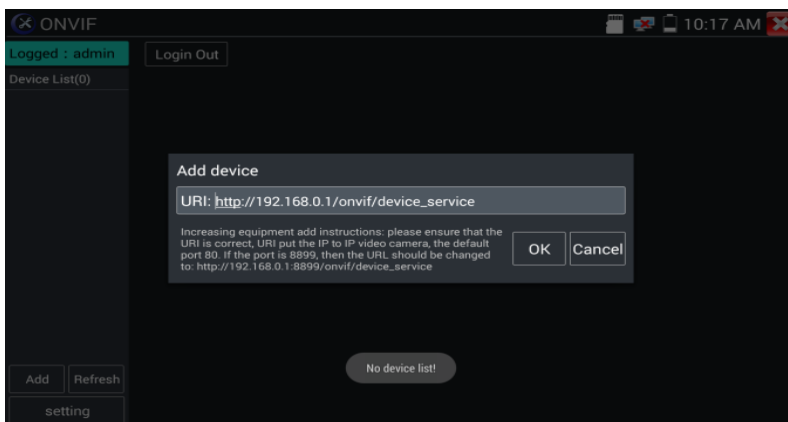 ONVIF
10:17 AM
Logged : admin
Login Out
Device List(0)
Add device
URI: http://192.168.0.1/onvif/device_service
Increasing equipment add instructions: please ensure that the
URI is correct, URI put the IP to IP video camera, the default
port 80. If the port is 8899, then the URL should be changed
to: http://192.168.0.1:8899/onvif/device_service
OK
Cancel
No device list!
Add
Refresh
setting